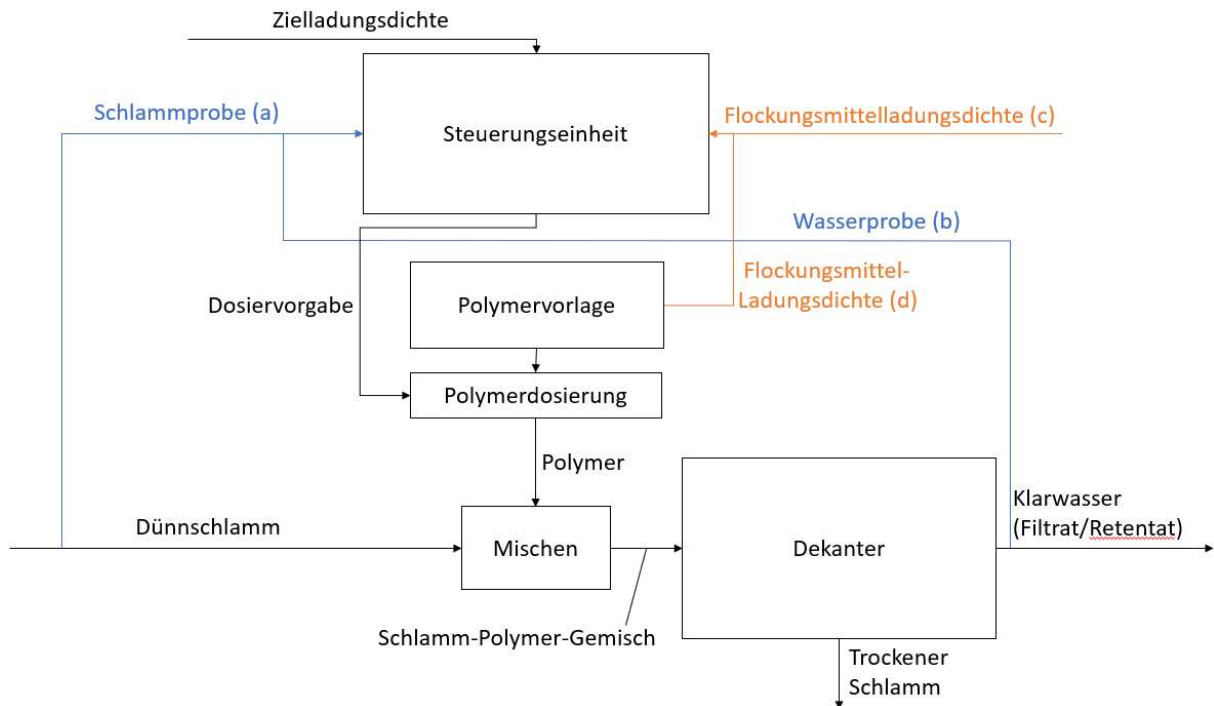 Zielladungsdichte
Schlammprobe (a)
Steuerungseinheit
Flockungsmittelladungsdichte (c)
Wasserprobe (b)
Dosiervorgabe
Polymervorlage
Flockungsmittel-
Ladungsdichte (d)
Polymerdosierung
Polymer
Dünnschlamm
Mischen
Dekanter
Klarwasser
(Filtrat/Retentat)
Schlamm-Polymer-Gemisch
Trockener
Schlamm